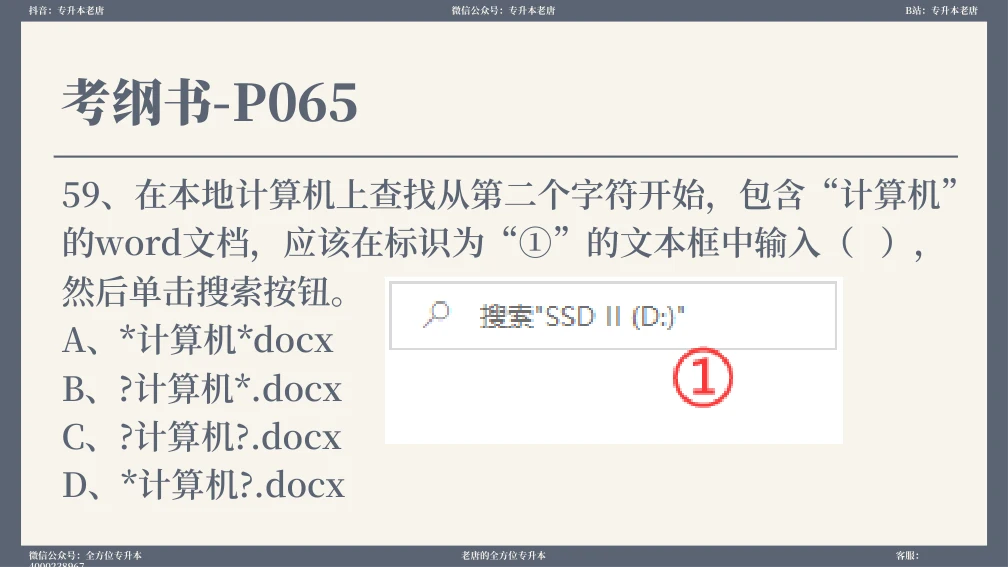 抖音：专升本老唐
微信公众号：专升本老唐
B站：专升本老唐
考纲书-P065
59、在本地计算机上查找从第二个字符开始，包含“计算机”
的word文档，应该在标识为“①”的文本框中输入（ ），
然后单击搜索按钮。
搜索"SSD II (D:)"
①
A、*计算机*docx
B、?计算机*.docx
C、?计算机?.docx
D、*计算机?.docx
微信公众号：全方位专升本
老唐的全方位专升本
客服：